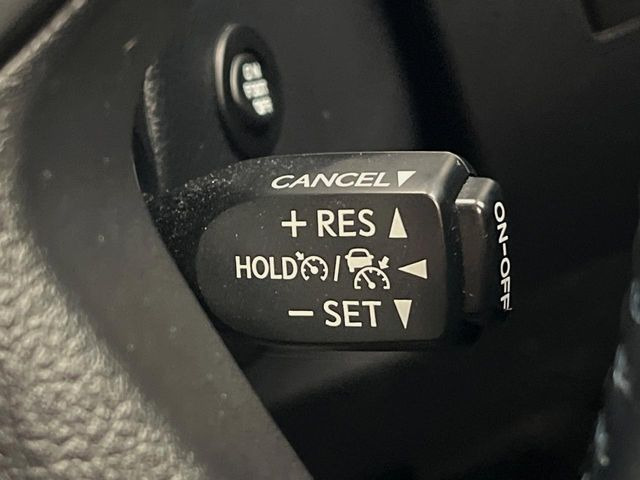 CANCEL
+ RES
HOLD /
- SET
ON-OFF